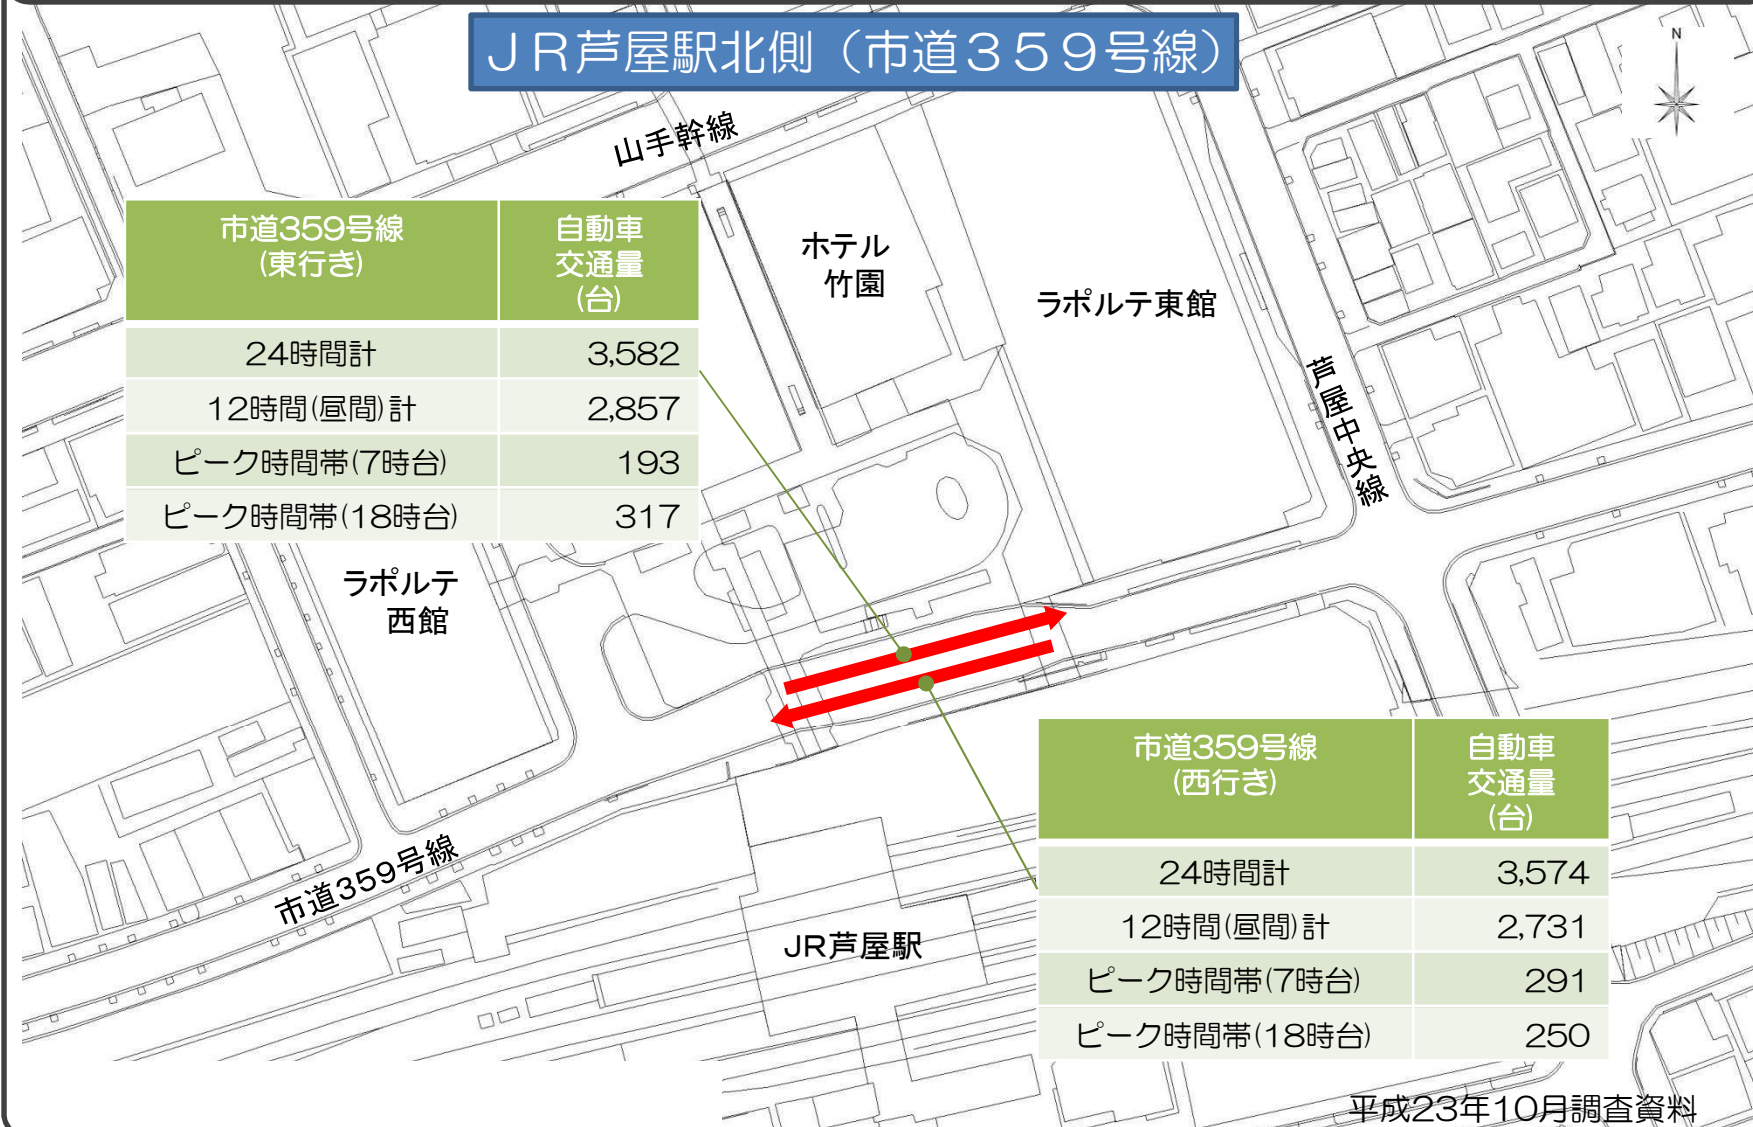 JR芦屋駅北側（市道359号線）
N
山手幹線
市道359号線
(東行き)
自動車
交通量
(台)
24時間計 3,582
12時間(昼間)計 2,857
ピーク時間帯(7時台) 193
ピーク時間帯(18時台) 317
ホテル
竹園
ラポルテ東館
芦屋中央線
ラポルテ
西館
市道359号線
JR芦屋駅
市道359号線
(西行き)
自動車
交通量
(台)
24時間計 3,574
12時間(昼間)計 2,731
ピーク時間帯(7時台) 291
ピーク時間帯(18時台) 250
平成23年10月調査資料